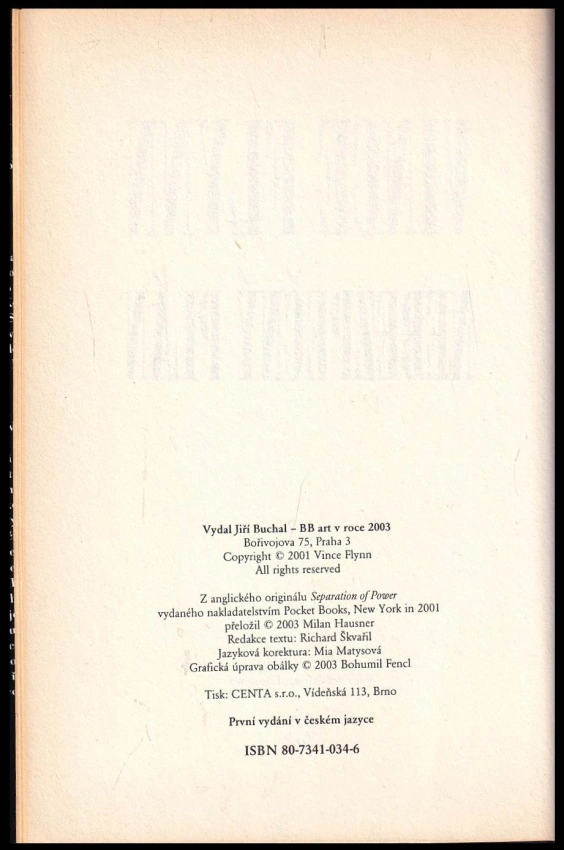 Vydal Jiří Buchal – BB art v roce 2003
Bořivojova 75, Praha 3
Copyright © 2001 Vince Flynn
All rights reserved
Z anglického originálu Separation of Power
vydaného nakladatelstvím Pocket Books, New York in 2001
přeložil © 2003 Milan Hausner
Redakce textu: Richard Škvařil
Jazyková korektura: Mia Matysová
Grafická úprava obálky © 2003 Bohumil Fencl
Tisk: CENTA s.r.o., Vídeňská 113, Brno
První vydání v českém jazyce
ISBN 80-7341-034-6